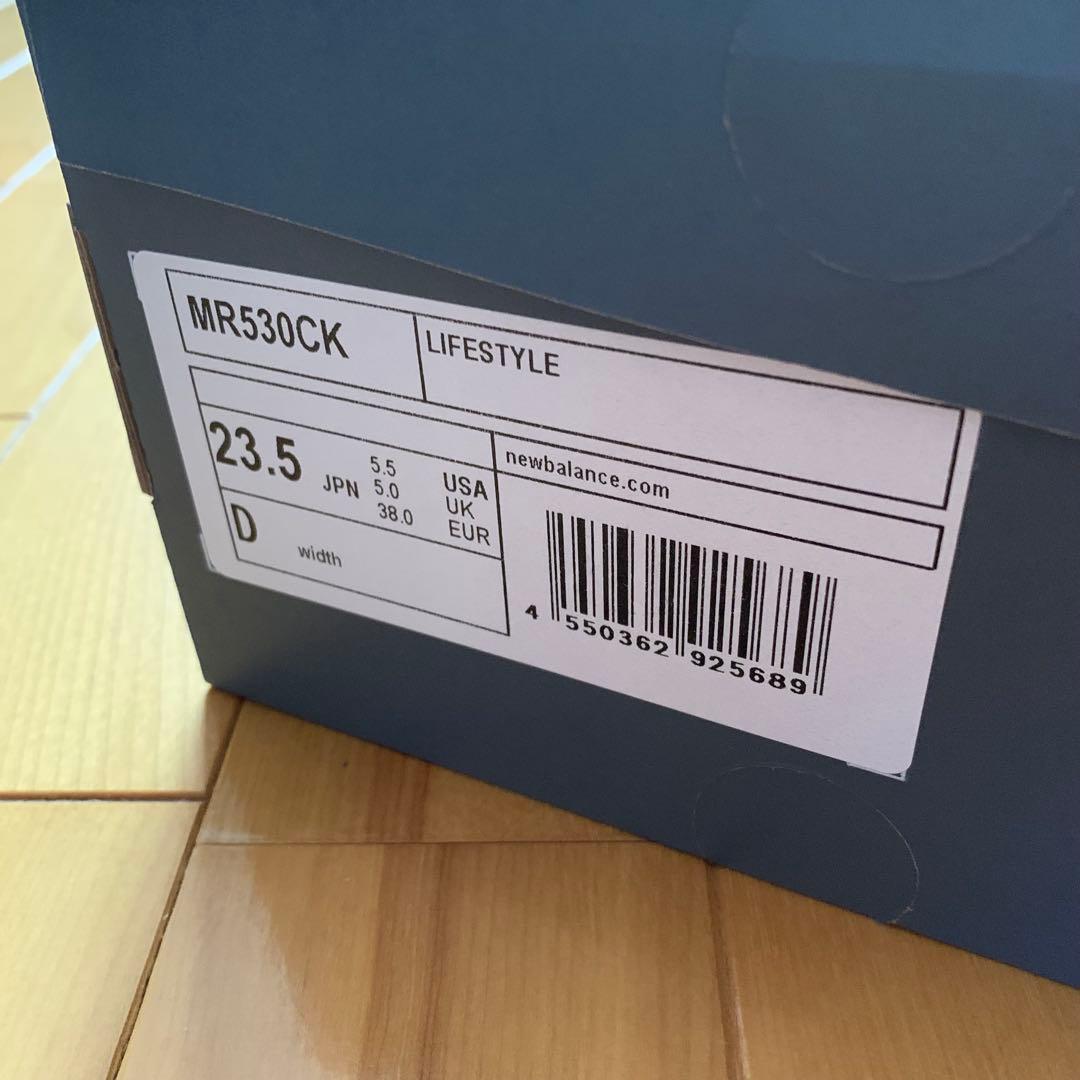 MR530CK
LIFESTYLE
23.5 JPN
5.5 USA
5.0 UK
38.0 EUR
D width
newbalance.com
4 550362 925689